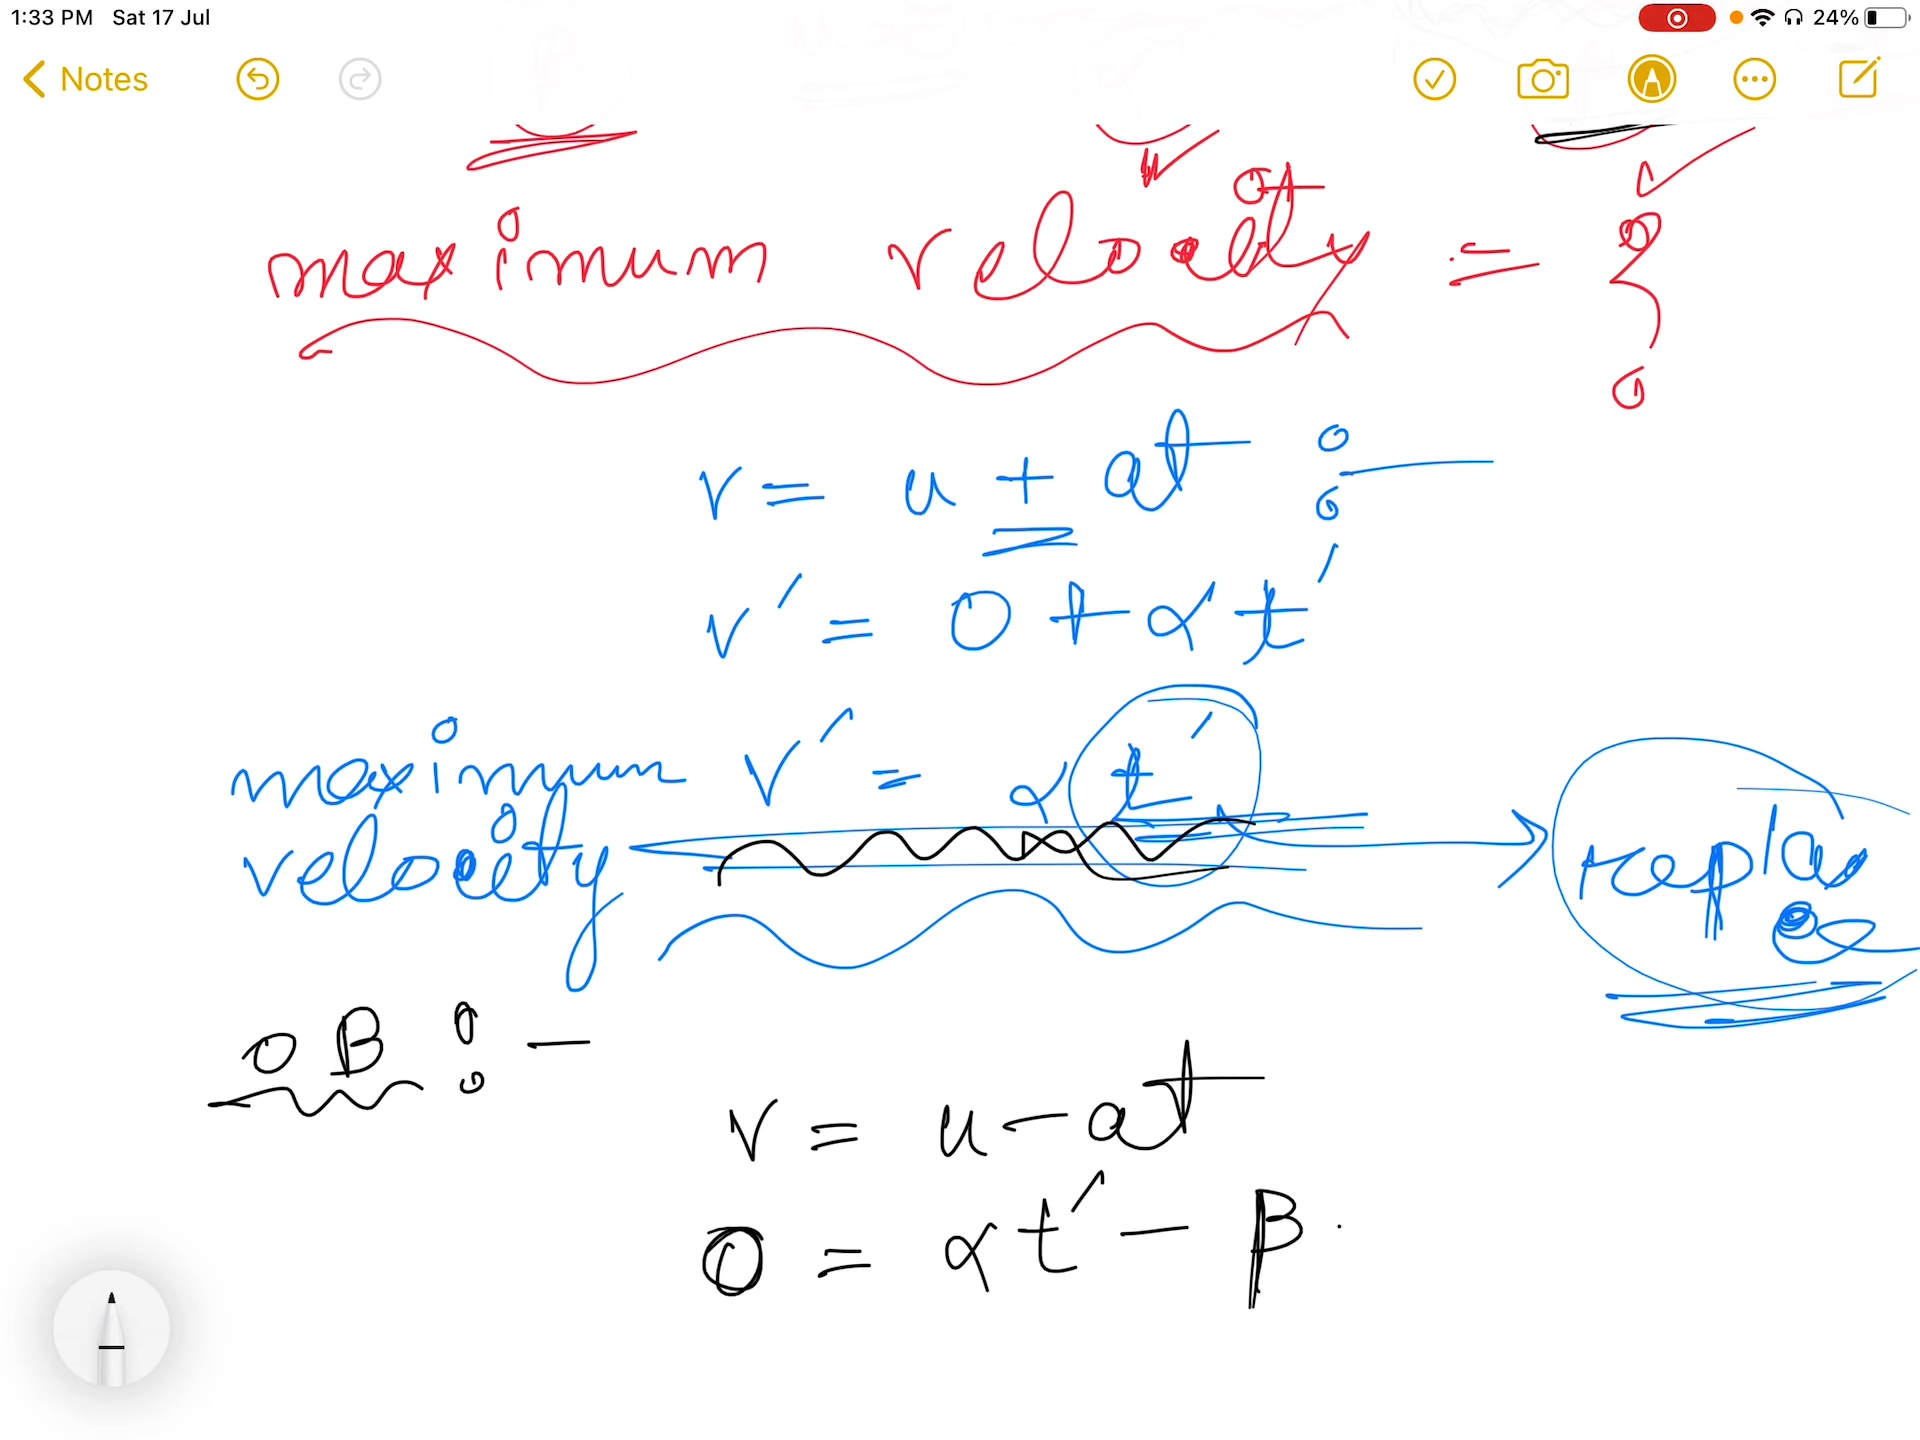 1:33 PM Sat 17 Jul 24%
Notes
maximum velocity = ?
v = u + at :-
v′ = 0 + αt′
maximum v′ = αt′
velocity
replace
OB :-
v = u - at
0 = αt′ - β.